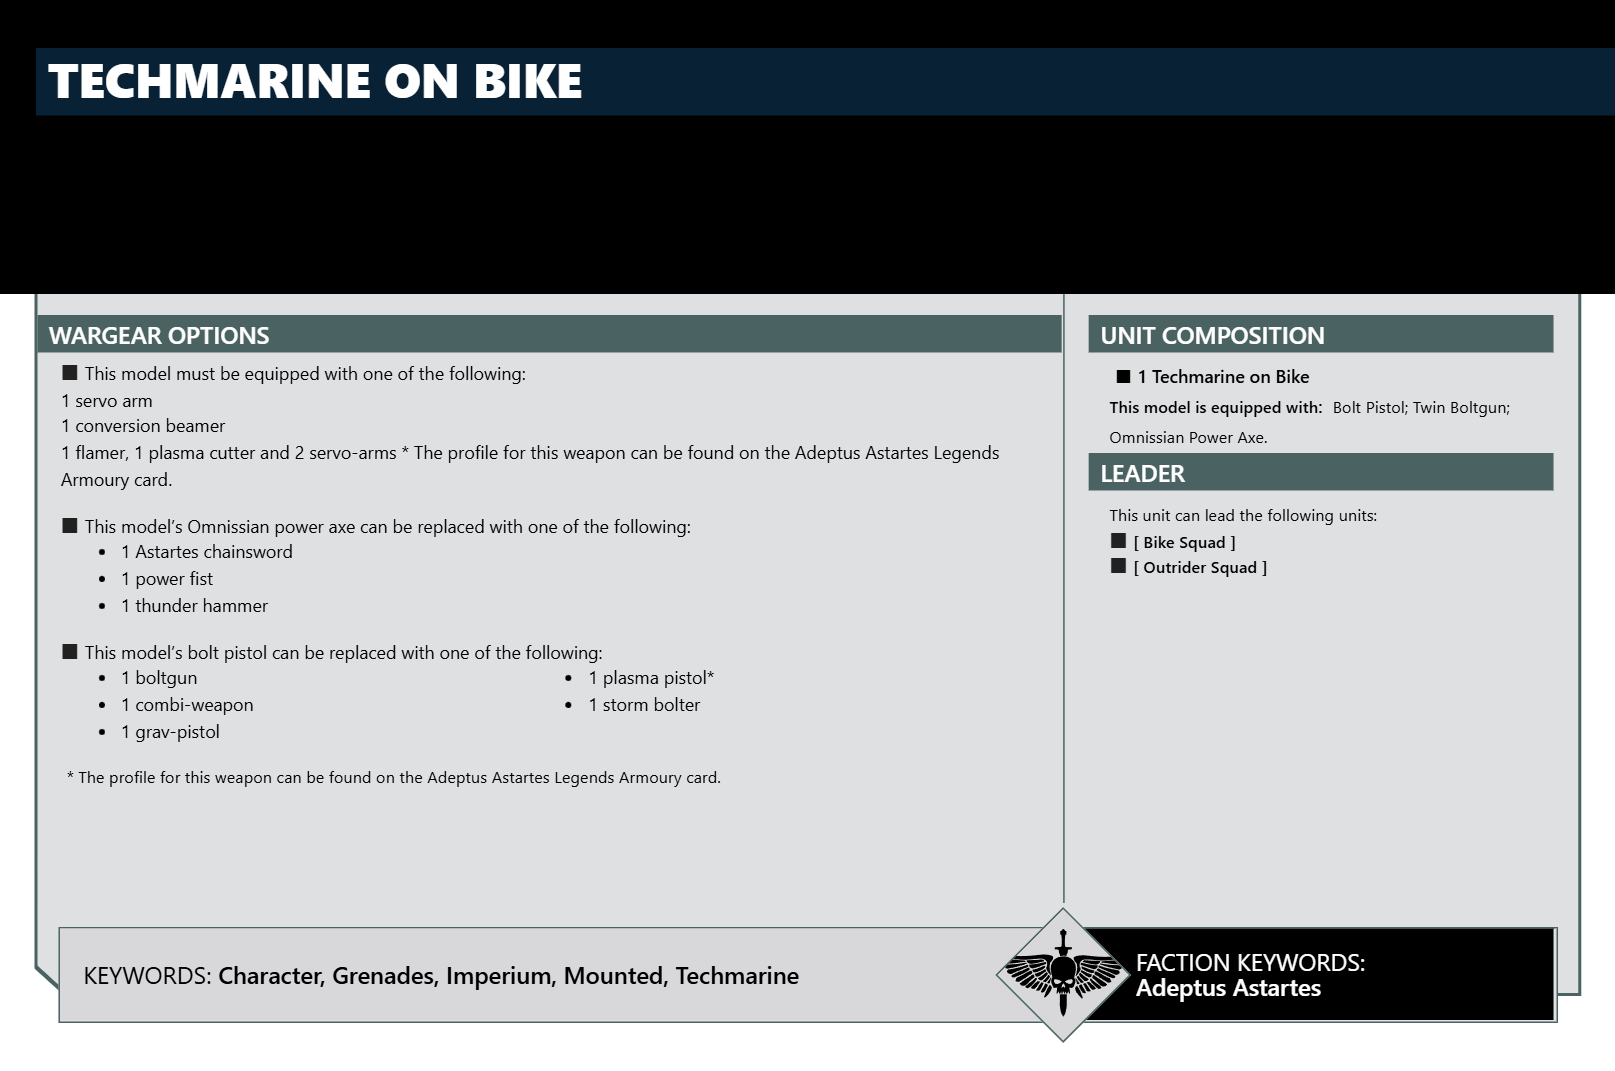 TECHMARINE ON BIKE
WARGEAR OPTIONS
■ This model must be equipped with one of the following:
1 servo arm
1 conversion beamer
1 flamer, 1 plasma cutter and 2 servo-arms * The profile for this weapon can be found on the Adeptus Astartes Legends
Armoury card.
■ This model’s Omnissian power axe can be replaced with one of the following:
• 1 Astartes chainsword
• 1 power fist
• 1 thunder hammer
■ This model’s bolt pistol can be replaced with one of the following:
• 1 boltgun
• 1 combi-weapon
• 1 grav-pistol
• 1 plasma pistol*
• 1 storm bolter
* The profile for this weapon can be found on the Adeptus Astartes Legends Armoury card.
UNIT COMPOSITION
■ 1 Techmarine on Bike
This model is equipped with: Bolt Pistol; Twin Boltgun;
Omnissian Power Axe.
LEADER
This unit can lead the following units:
■ [ Bike Squad ]
■ [ Outrider Squad ]
KEYWORDS: Character, Grenades, Imperium, Mounted, Techmarine
FACTION KEYWORDS:
Adeptus Astartes